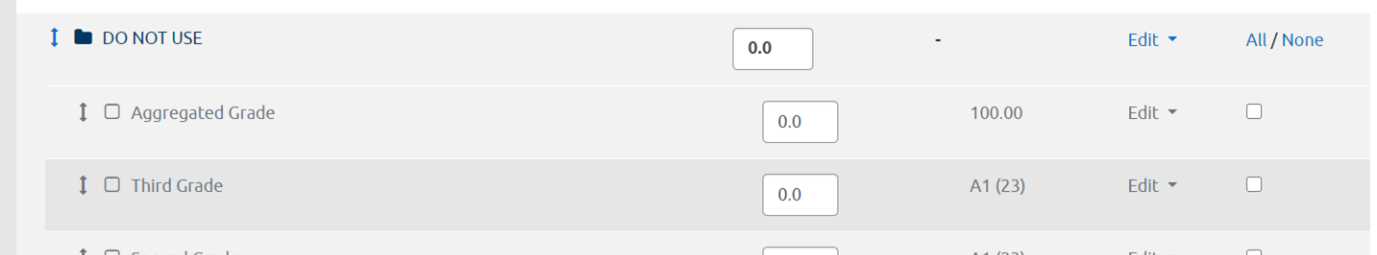 DO NOT USE 0.0 - Edit All / None
Aggregated Grade 0.0 100.00 Edit
Third Grade 0.0 A1 (23) Edit